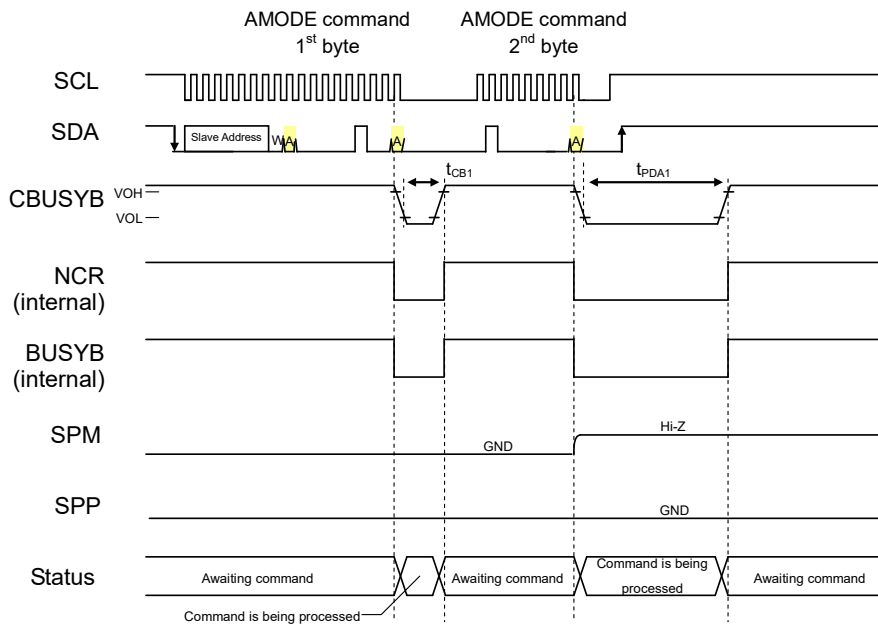 AMODE command
1st byte
AMODE command
2nd byte
SCL
SDA
Slave Address
W
A
A
A
tCB1
tPDA1
CBUSYB
VOH
VOL
NCR
(internal)
BUSYB
(internal)
SPM
GND
Hi-Z
SPP
GND
Status
Awaiting command
Awaiting command
Command is being
processed
Awaiting command
Command is being processed